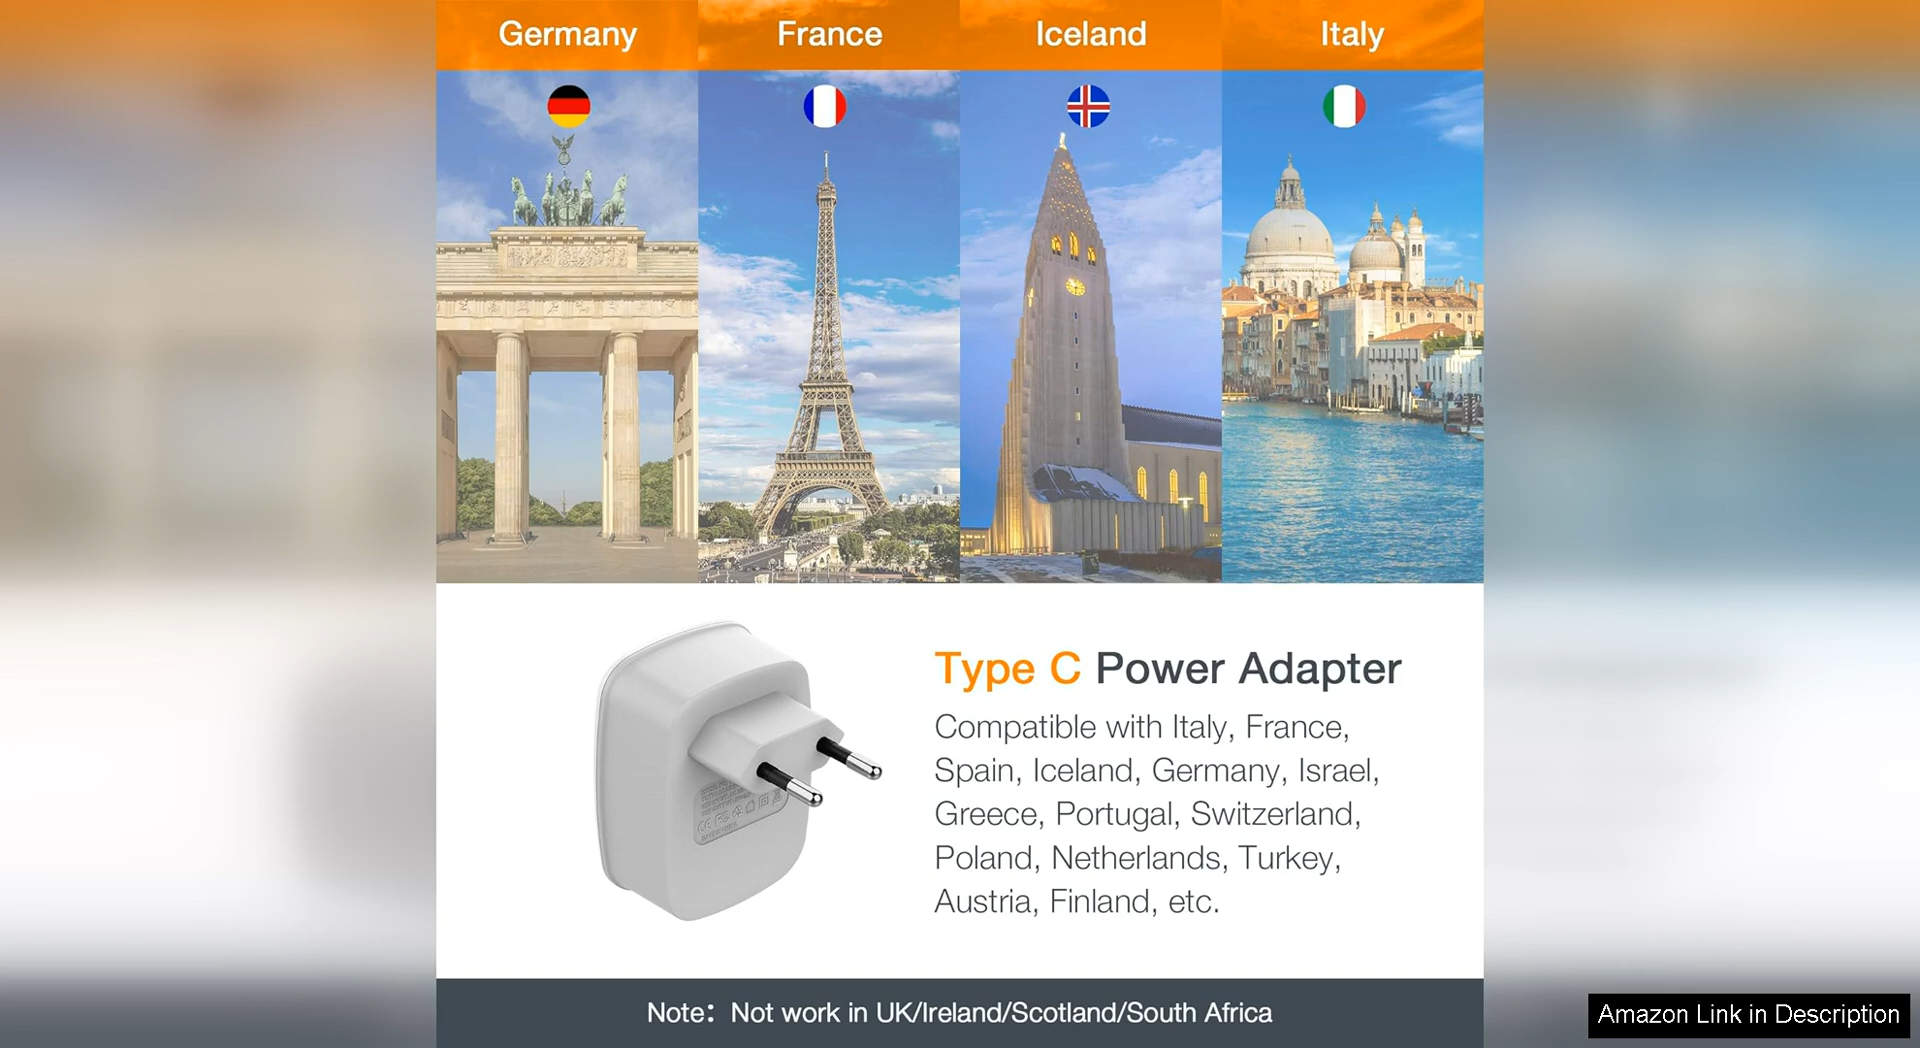 Germany
France
Iceland
Italy
Type C Power Adapter
Compatible with Italy, France,
Spain, Iceland, Germany, Israel,
Greece, Portugal, Switzerland,
Poland, Netherlands, Turkey,
Austria, Finland, etc.
Note: Not work in UK/Ireland/Scotland/South Africa
Amazon Link in Description